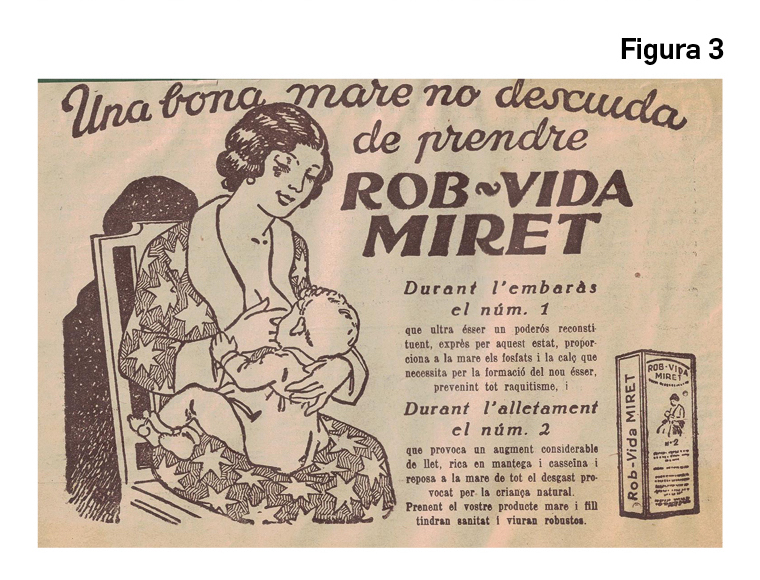 Figura 3
Una bona mare no descuida
de prendre
ROB~VIDA
MIRET
Durant l'embaràs
el núm. 1
que ultra ésser un poderós reconsti-
tuent, exprès per aquest estat, propor-
ciona a la mare els fosfats i la calç que
necessita per la formació del nou ésser,
prevenint tot raquitisme, i
Durant l'alletament
el núm. 2
que provoca un augment considerable
de llet, rica en mantega i casseïna i
reposa a la mare de tot el desgast pro-
vocat per la criança natural.
Prenent el vostre producte mare i fill
tindran sanitat i viuran robustos.
Rob-Vida MIRET
ROB-VIDA
MIRET
Nº 2